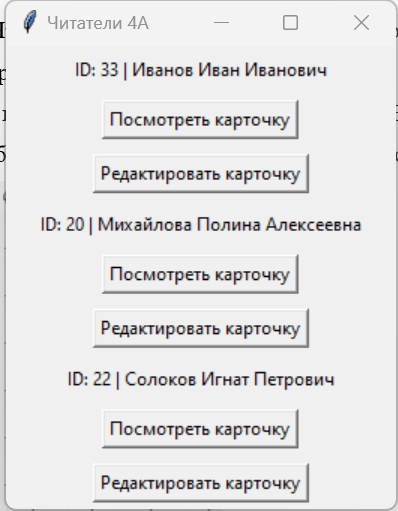 Читатели 4А
ID: 33 | Иванов Иван Иванович
Посмотреть карточку
Редактировать карточку
ID: 20 | Михайлова Полина Алексеевна
Посмотреть карточку
Редактировать карточку
ID: 22 | Солоков Игнат Петрович
Посмотреть карточку
Редактировать карточку